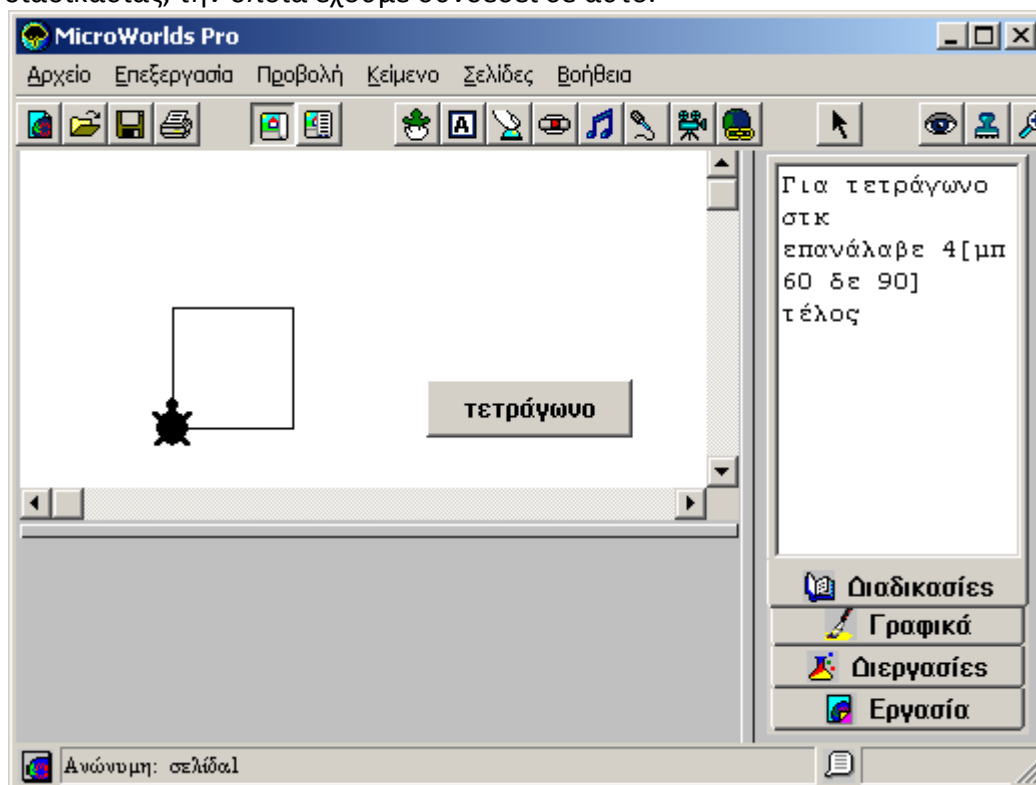 διαδικασίας, την οποία έχουμε συνδέσει σε αυτό.
MicroWorlds Pro
Αρχείο Επεξεργασία Προβολή Κείμενο Σελίδες Βοήθεια
Για τετράγωνο
στκ
επανάλαβε 4[μπ
60 δε 90]
τέλος
τετράγωνο
Διαδικασίες
Γραφικά
Διεργασίες
Εργασία
Ανώνυμη: σελίδα1